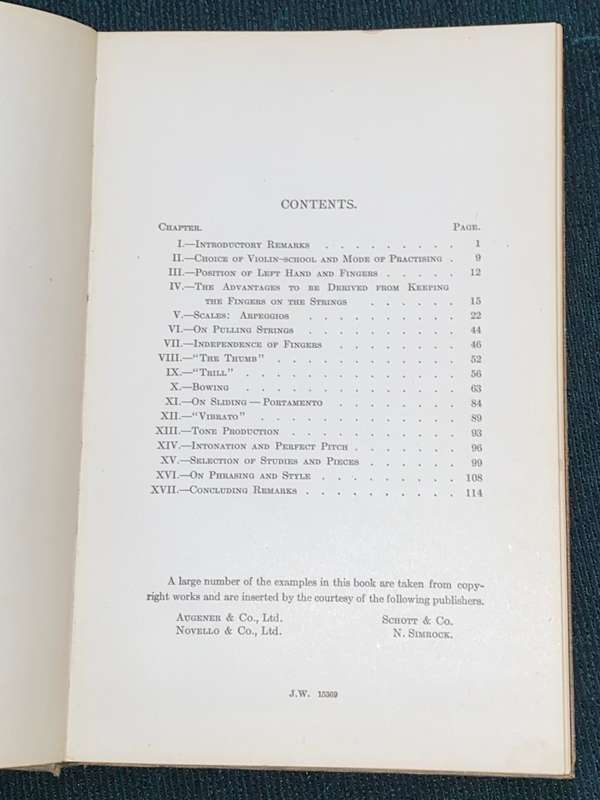 CONTENTS.
CHAPTER. PAGE.
I.—INTRODUCTORY REMARKS . . . . . . . . . 1
II.—CHOICE OF VIOLIN-SCHOOL AND MODE OF PRACTISING . 9
III.—POSITION OF LEFT HAND AND FINGERS . . . . . 12
IV.—THE ADVANTAGES TO BE DERIVED FROM KEEPING
THE FINGERS ON THE STRINGS . . . . . . 15
V.—SCALES: ARPEGGIOS . . . . . . . . . . 22
VI.—ON PULLING STRINGS . . . . . . . . . . 44
VII.—INDEPENDENCE OF FINGERS . . . . . . . . 46
VIII.—"THE THUMB" . . . . . . . . . . . . 52
IX.—"TRILL" . . . . . . . . . . . . . . 56
X.—BOWING . . . . . . . . . . . . . . 63
XI.—ON SLIDING — PORTAMENTO . . . . . . . . 84
XII.—"VIBRATO" . . . . . . . . . . . . . 89
XIII.—TONE PRODUCTION . . . . . . . . . . . 93
XIV.—INTONATION AND PERFECT PITCH . . . . . . . 96
XV.—SELECTION OF STUDIES AND PIECES . . . . . . 99
XVI.—ON PHRASING AND STYLE . . . . . . . . . 108
XVII.—CONCLUDING REMARKS . . . . . . . . . . 114
A large number of the examples in this book are taken from copy-
right works and are inserted by the courtesy of the following publishers.
AUGENER & CO., LTD. SCHOTT & CO.
NOVELLO & CO., LTD. N. SIMROCK.
J.W. 15369